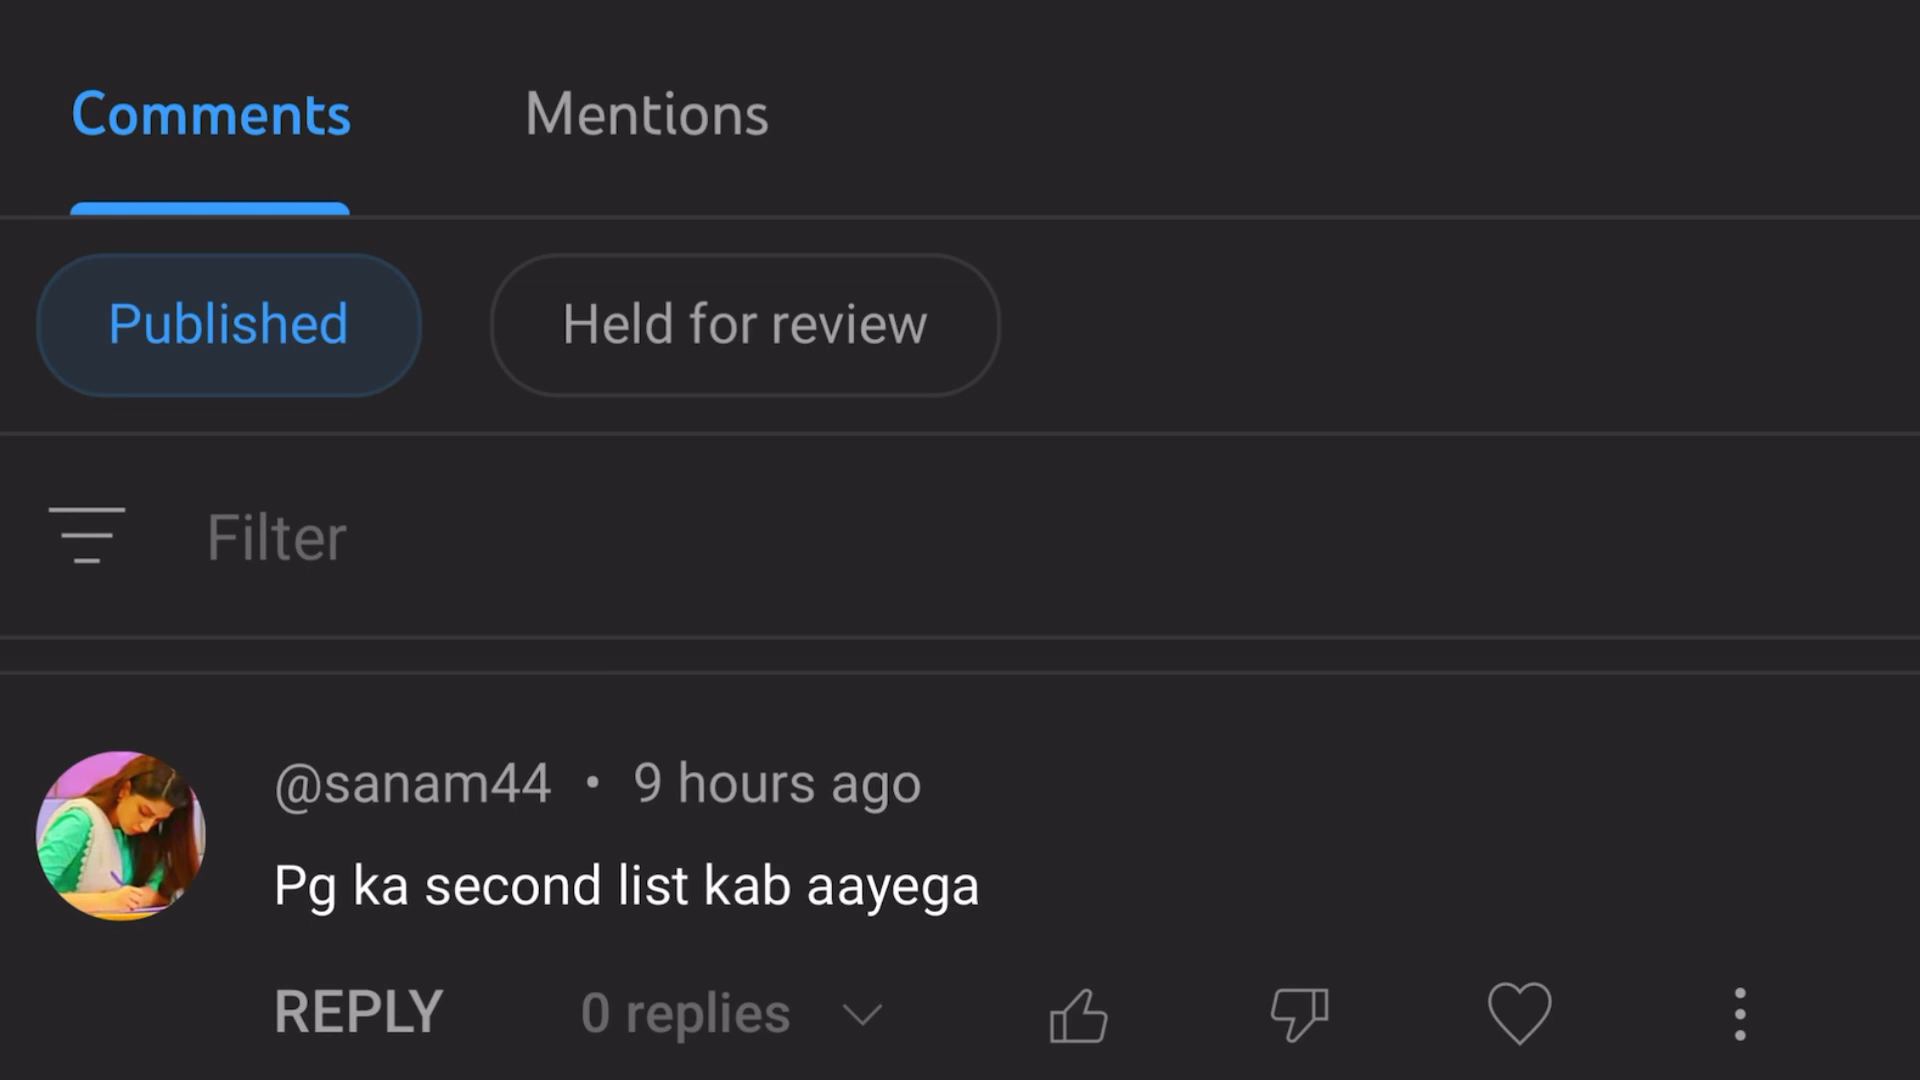 Comments Mentions
Published Held for review
Filter
@sanam44 • 9 hours ago
Pg ka second list kab aayega
REPLY 0 replies